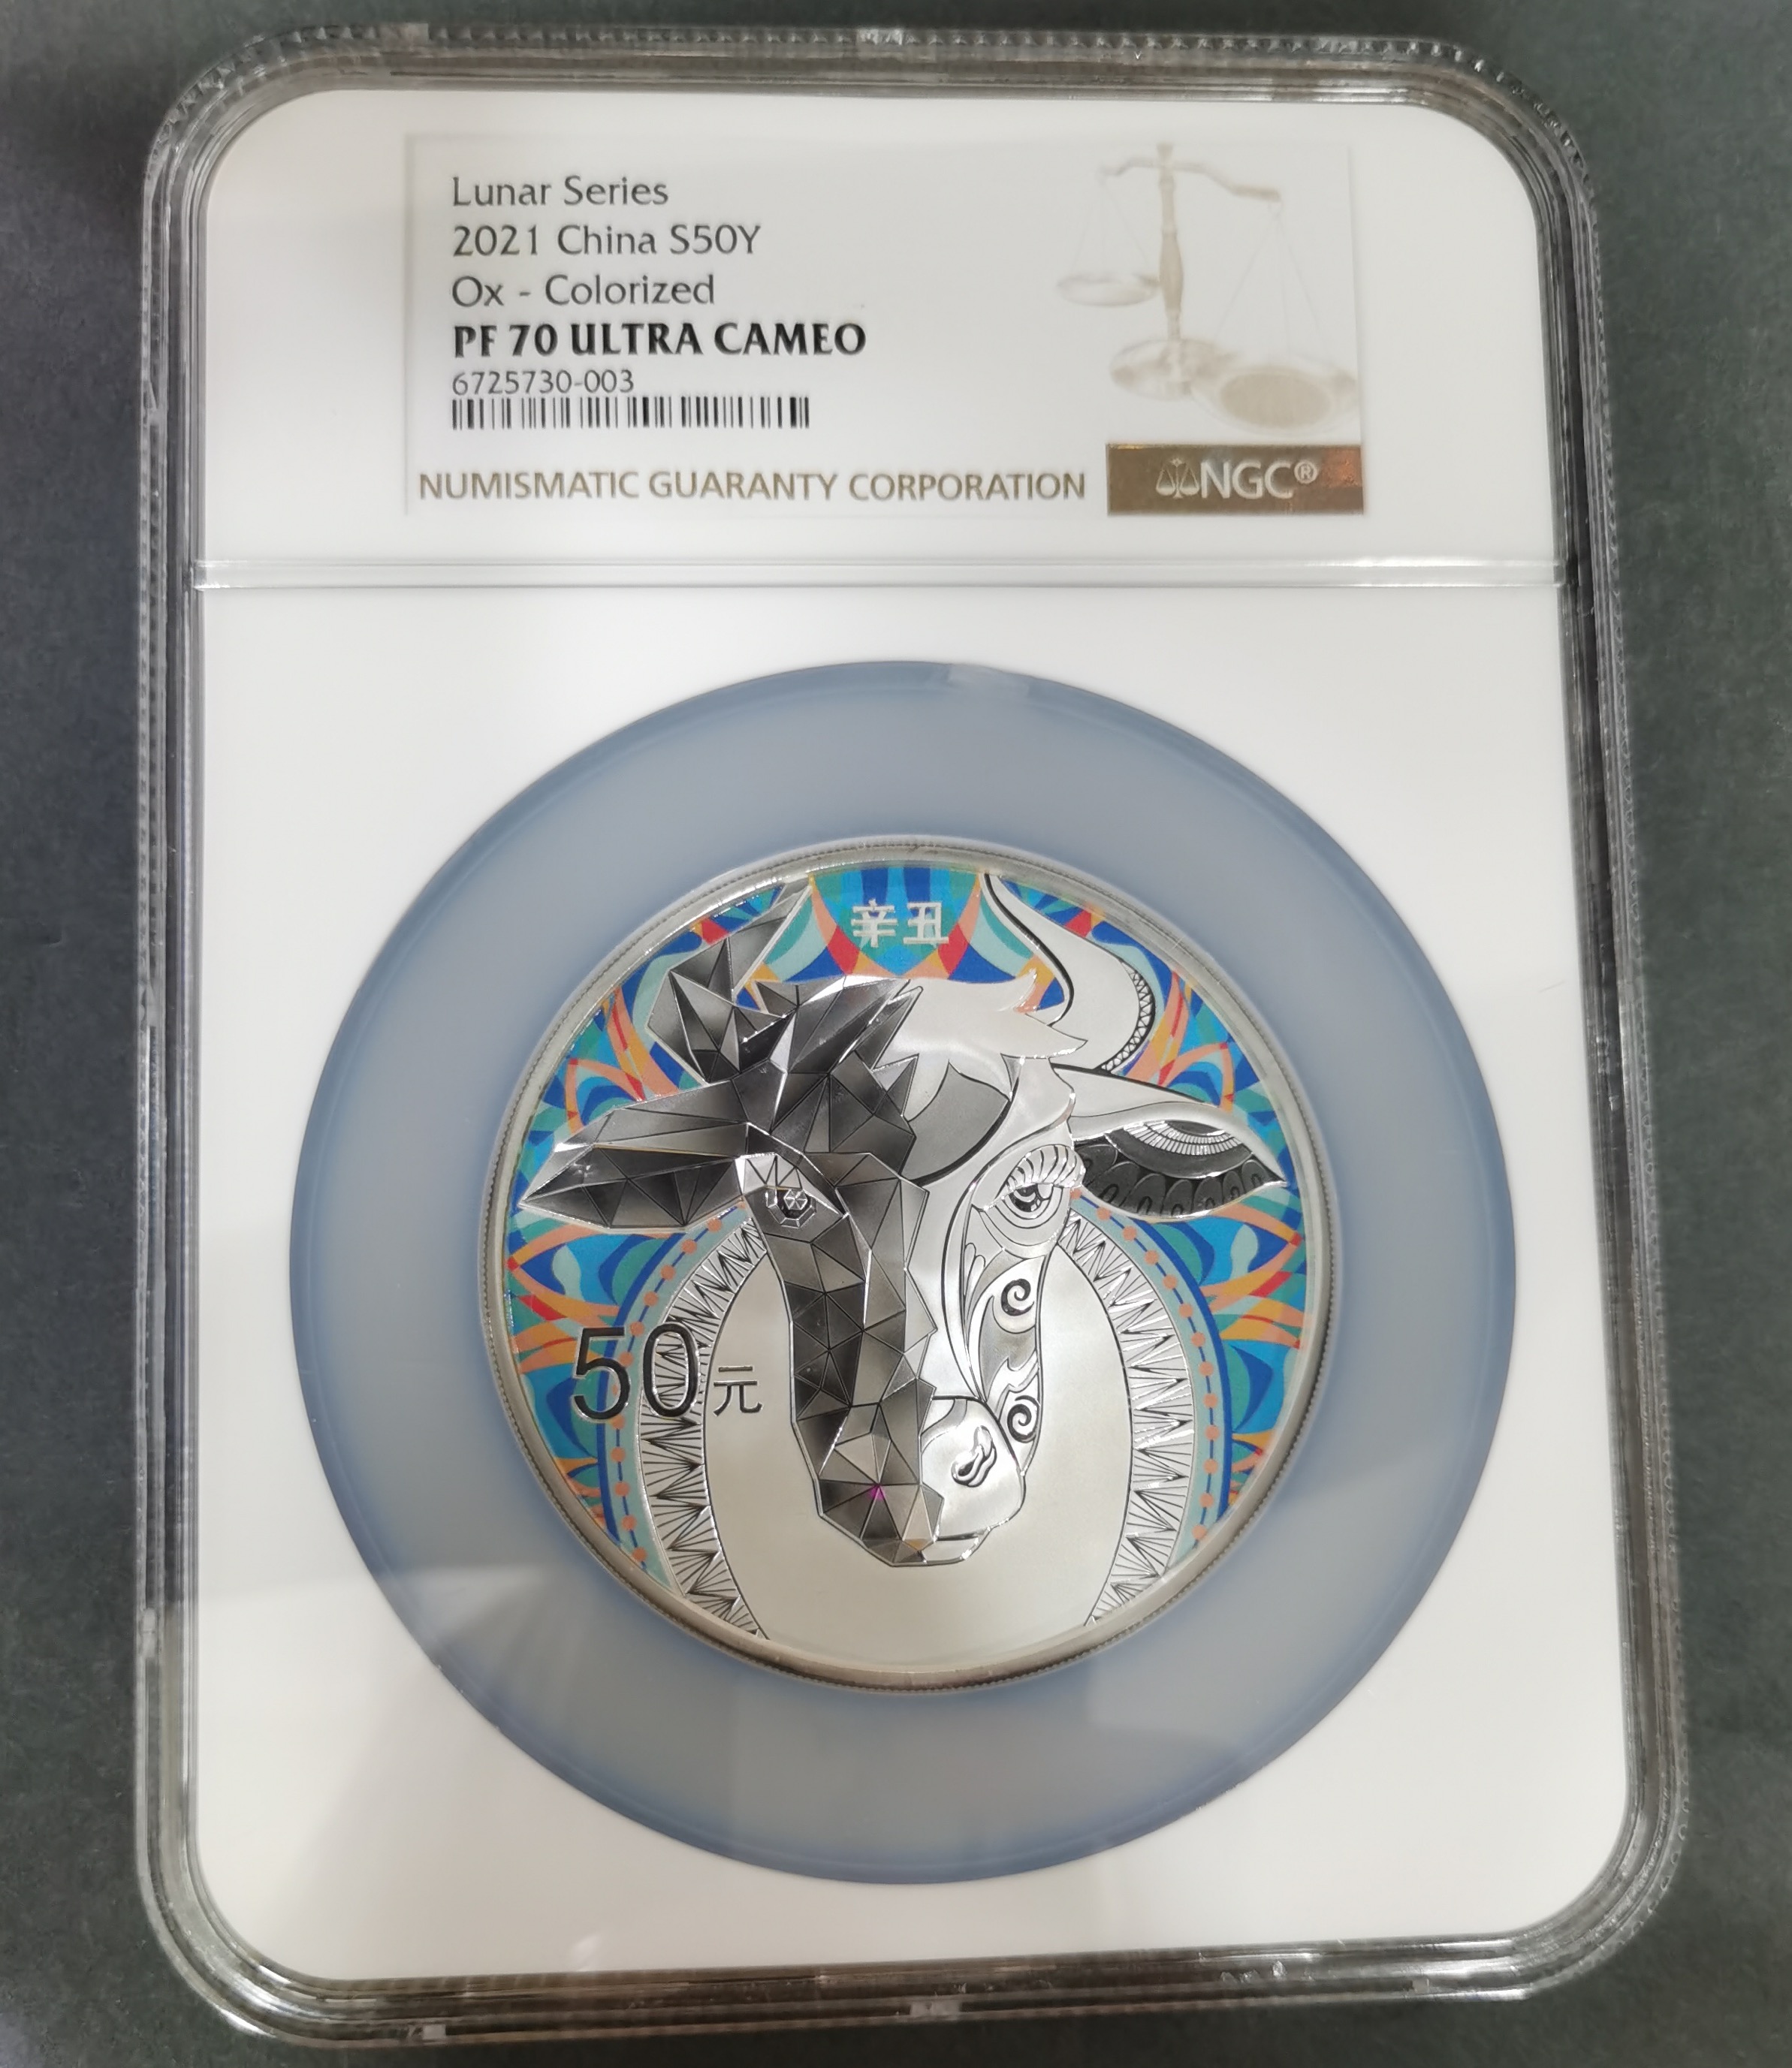 Lunar Series
2021 China S50Y
Ox - Colorized
PF 70 ULTRA CAMEO
6725730-003
NUMISMATIC GUARANTY CORPORATION
NGC®
辛丑
50元